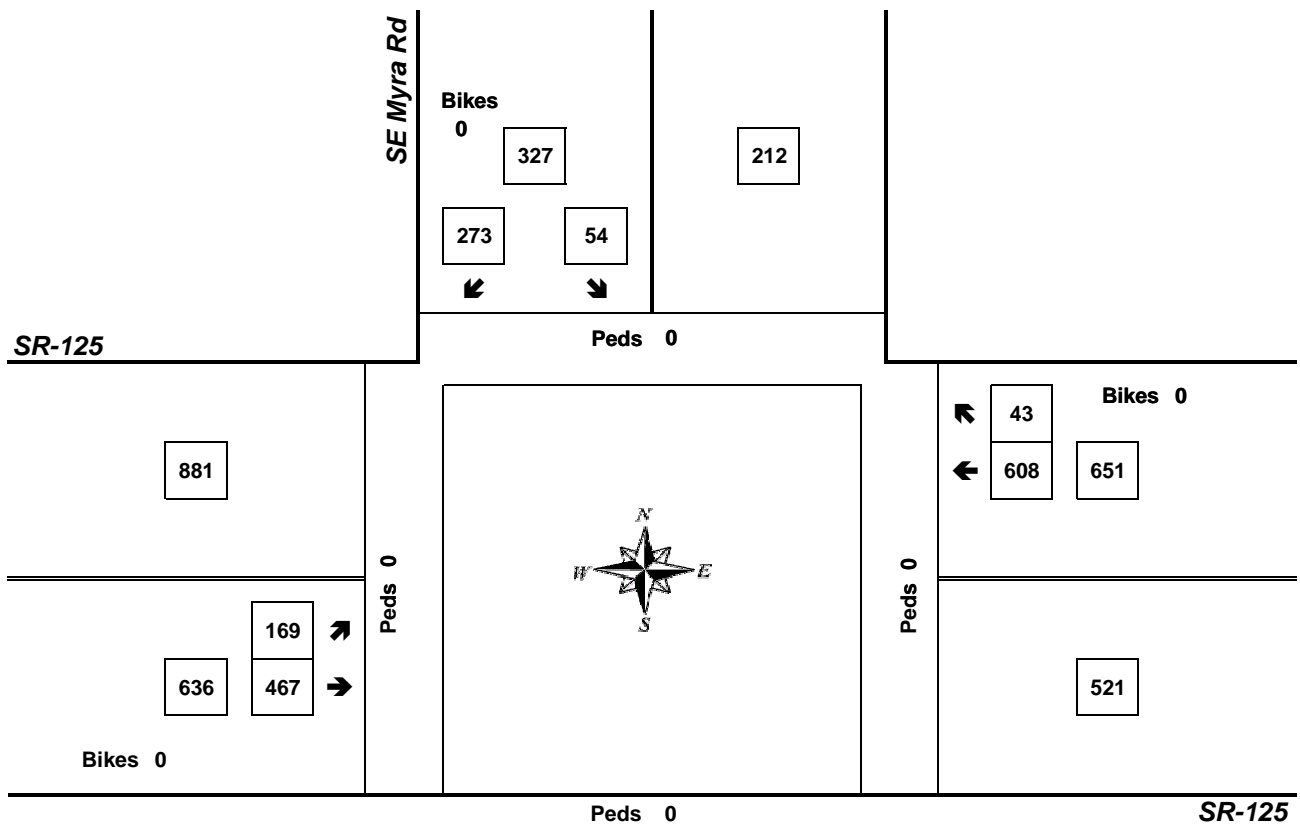 SE Myra Rd
Bikes
0
327
212
273
54
Peds 0
SR-125
881
Peds 0
169
636 467
Bikes 0
N
W E
S
Peds 0
Bikes 0
43
608 651
521
Peds 0
SR-125